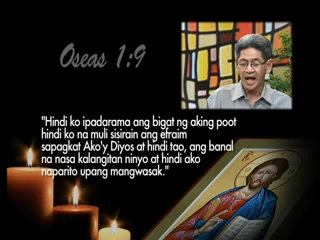 Oseas 1:9
"Hindi ko ipadarama ang bigat ng aking poot
hindi ko na muli sisirain ang efraim
sapagkat Ako'y Diyos at hindi tao, ang banal
na nasa kalangitan ninyo at hindi ako
naparito upang mangwasak."